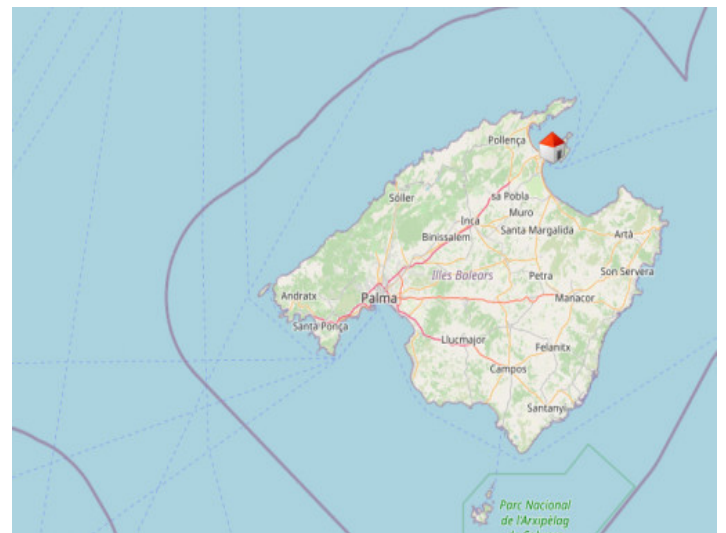 Pollença
Sóller
sa Pobla
Inca
Muro
Binissalem
Santa Margalida
Artà
Illes Balears
Petra
Son Servera
Andratx
Palma
Manacor
Santa Ponça
Llucmajor
Felanitx
Campos
Santanyí
Parc Nacional
de l'Arxipèlag